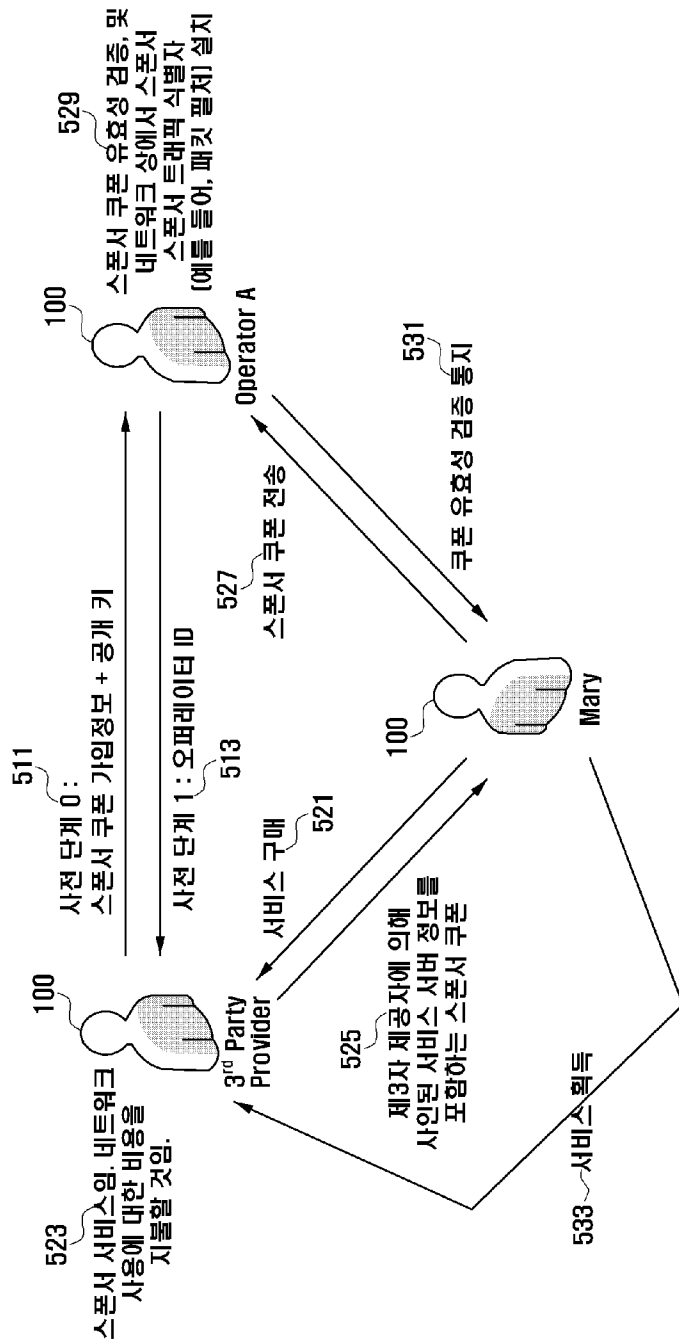 511
사전 단계 0 :
스폰서 쿠폰 가입정보 + 공개 키
사전 단계 1 : 오퍼레이터 ID
513
523
스폰서 서비스임. 네트워크
사용에 대한 비용을
지불할 것임.
100
3rd Party
Provider
100
Operator A
529
스폰서 쿠폰 유효성 검증, 및
네트워크 상에서 스폰서
스폰서 트래픽 식별자
(예를 들어, 패킷 필처) 설치
서비스 구매
521
525
제3자 제공자에 의해
사인된 서비스 서버 정보를
포함하는 스폰서 쿠폰
527
스폰서 쿠폰 전송
531
쿠폰 유효성 검증 통지
100
Mary
533
서비스 획득